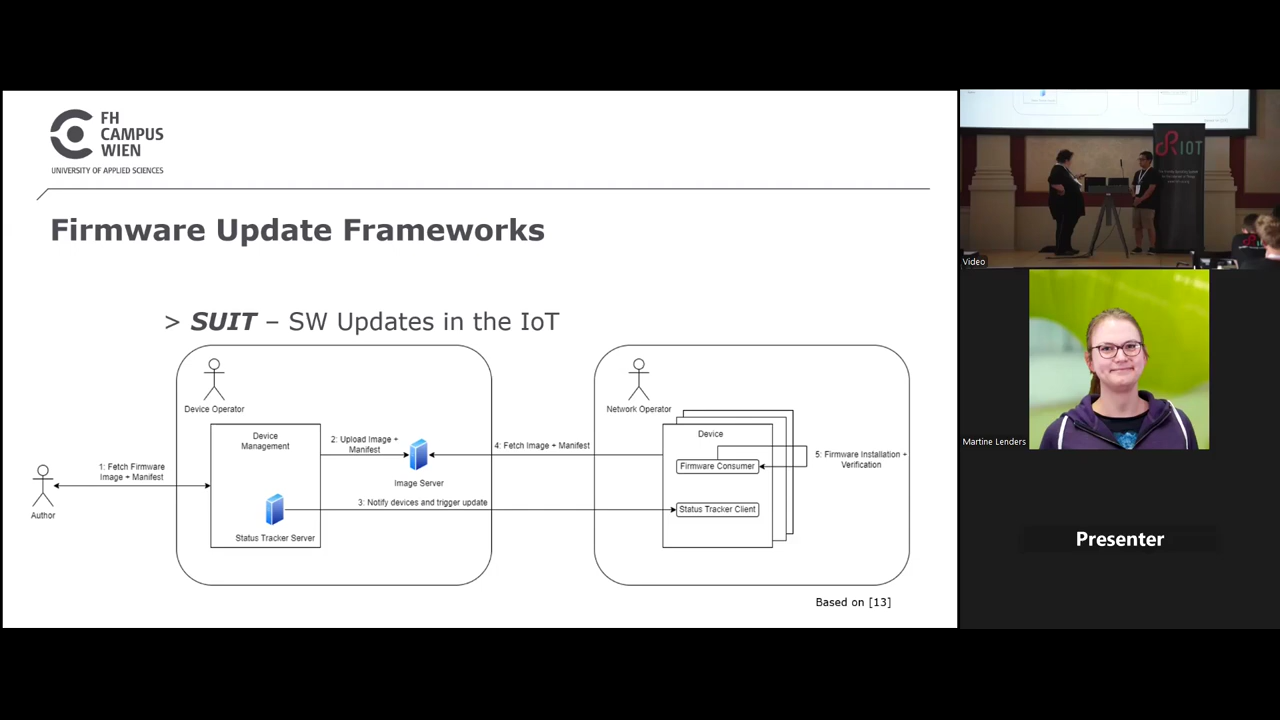 FH
CAMPUS
WIEN
UNIVERSITY OF APPLIED SCIENCES
Firmware Update Frameworks
> SUIT – SW Updates in the IoT
Device Operator
Network Operator
Device
Management
2: Upload Image +
Manifest
Image Server
4: Fetch Image + Manifest
Device
Firmware Consumer
5: Firmware Installation +
Verification
1: Fetch Firmware
Image + Manifest
Author
3: Notify devices and trigger update
Status Tracker Server
Status Tracker Client
Based on [13]
RIOT
Video
Martine Lenders
Presenter